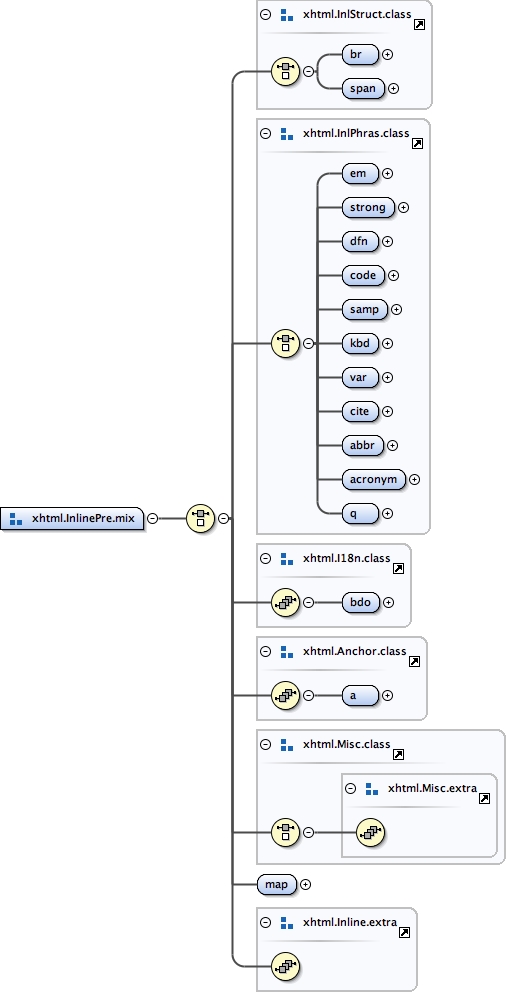 xhtml.InlStruct.class
br
span
xhtml.InlPhras.class
em
strong
dfn
code
samp
kbd
var
cite
abbr
acronym
q
xhtml.InlinePre.mix
xhtml.I18n.class
bdo
xhtml.Anchor.class
a
xhtml.Misc.class
xhtml.Misc.extra
map
xhtml.Inline.extra